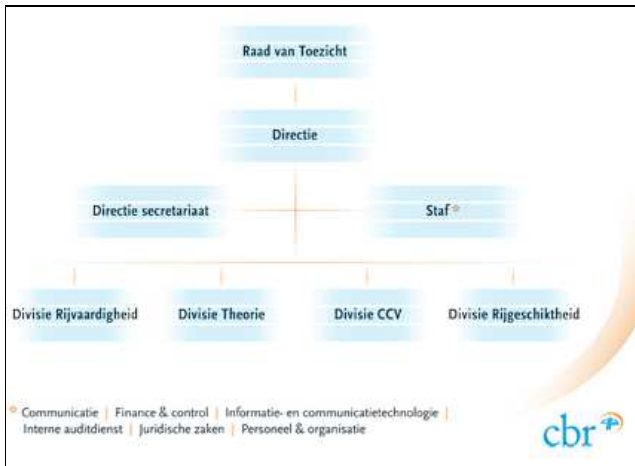 Raad van Toezicht
Directie
Directie secretariaat
Staf *
Divisie Rijvaardigheid
Divisie Theorie
Divisie CCV
Divisie Rijgeschiktheid
* Communicatie | Finance & control | Informatie- en communicatietechnologie |
Interne auditdienst | Juridische zaken | Personeel & organisatie
cbr